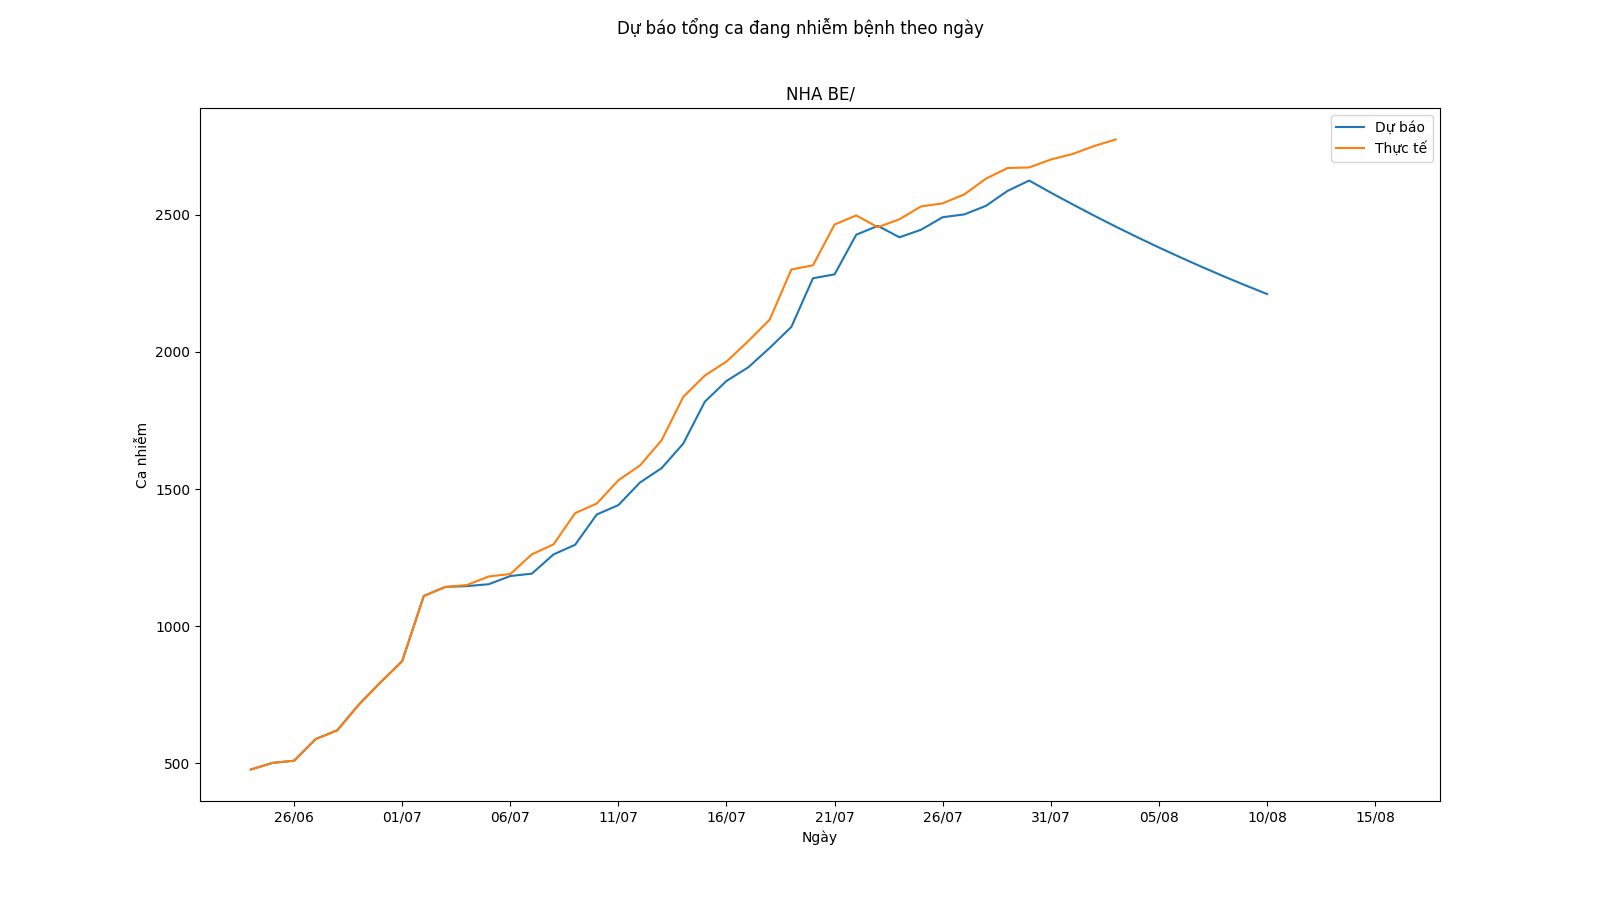 Dự báo tổng ca đang nhiễm bệnh theo ngày
NHA BE/
Dự báo
Thực tế
Ca nhiễm
2500
2000
1500
1000
500
26/06 01/07 06/07 11/07 16/07 21/07 26/07 31/07 05/08 10/08 15/08
Ngày